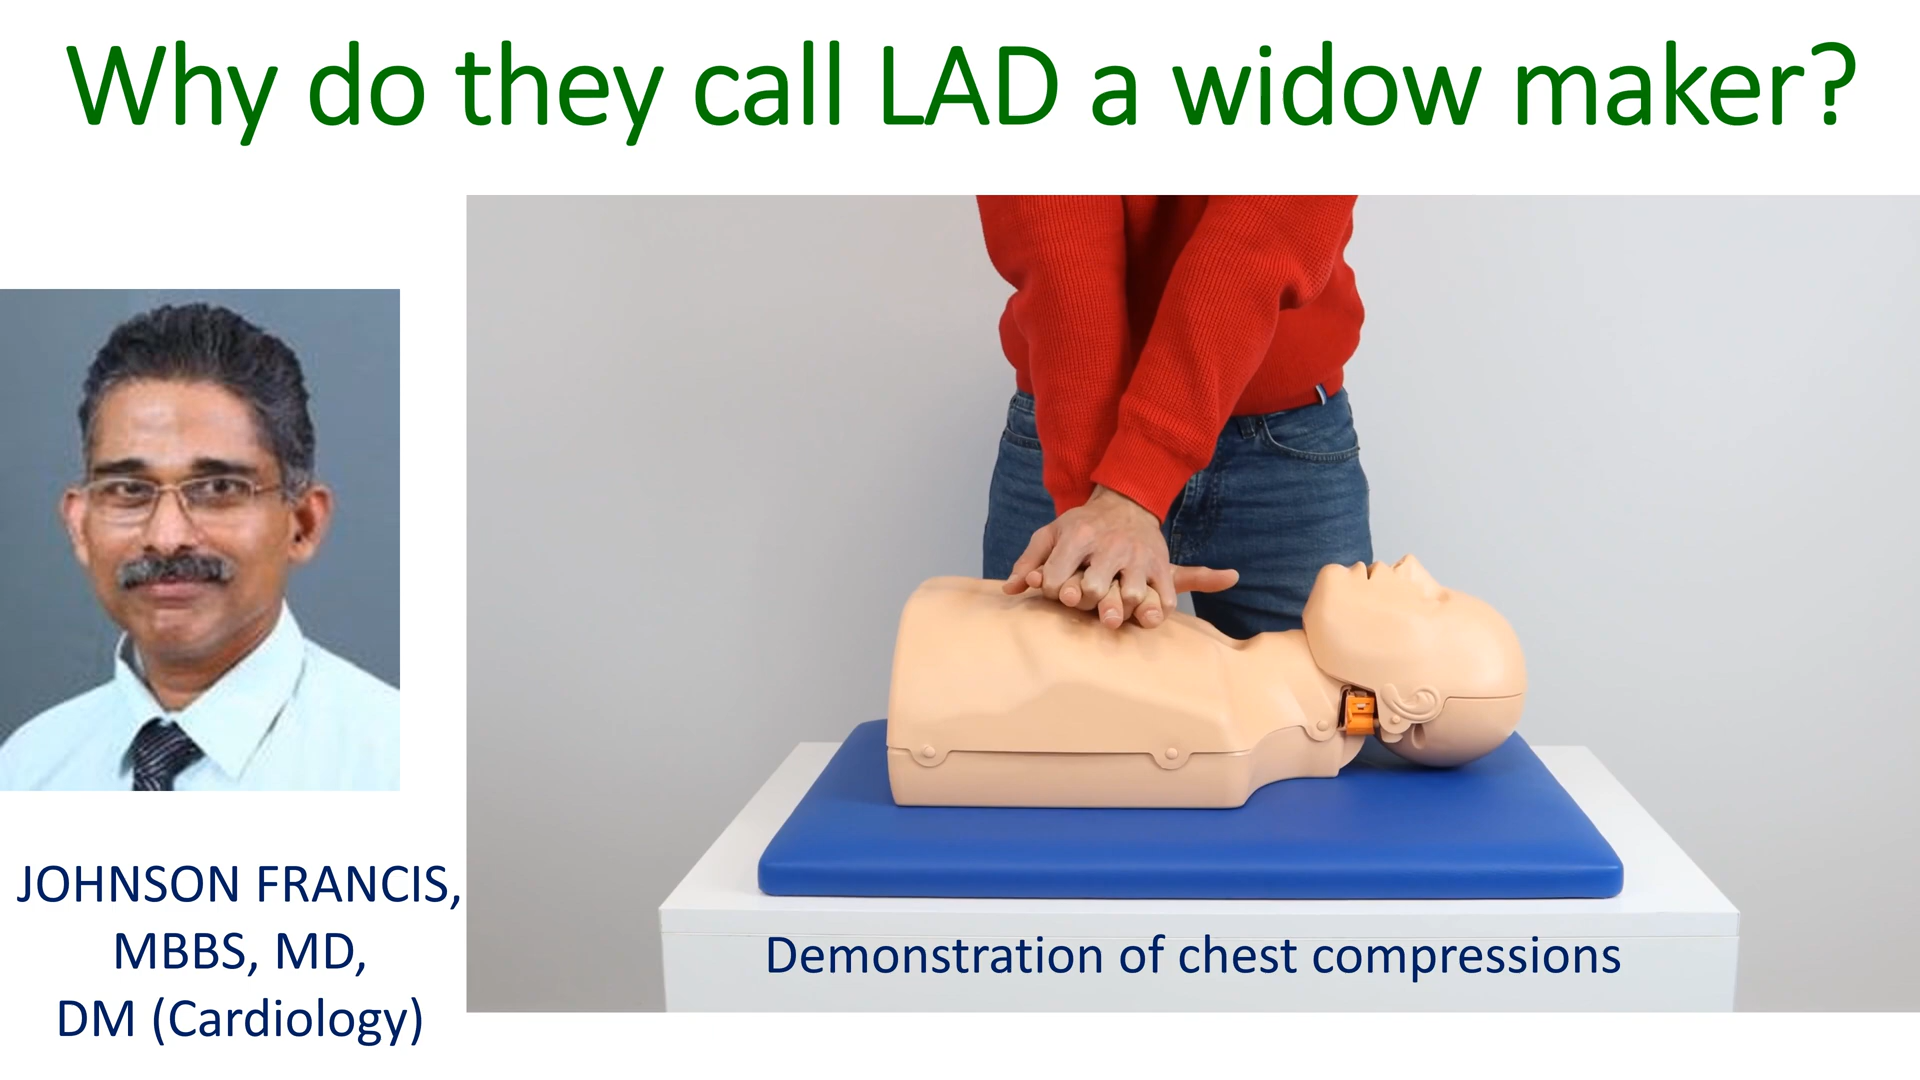 Why do they call LAD a widow maker?
JOHNSON FRANCIS,
MBBS, MD,
DM (Cardiology)
Demonstration of chest compressions